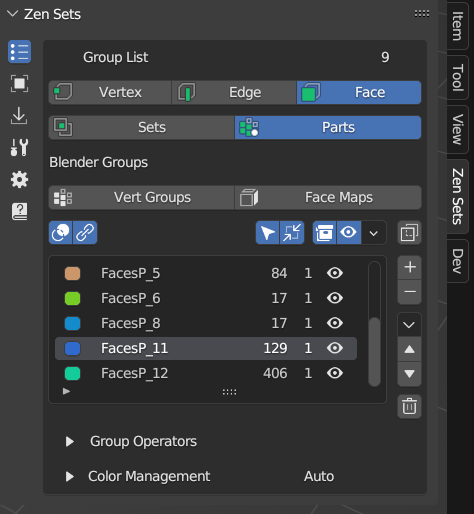 Zen Sets
Group List 9
Vertex Edge Face
Sets Parts
Blender Groups
Vert Groups Face Maps
FacesP_5 84 1
FacesP_6 17 1
FacesP_8 17 1
FacesP_11 129 1
FacesP_12 406 1
Group Operators
Color Management Auto
Item
Tool
View
Zen Sets
Dev